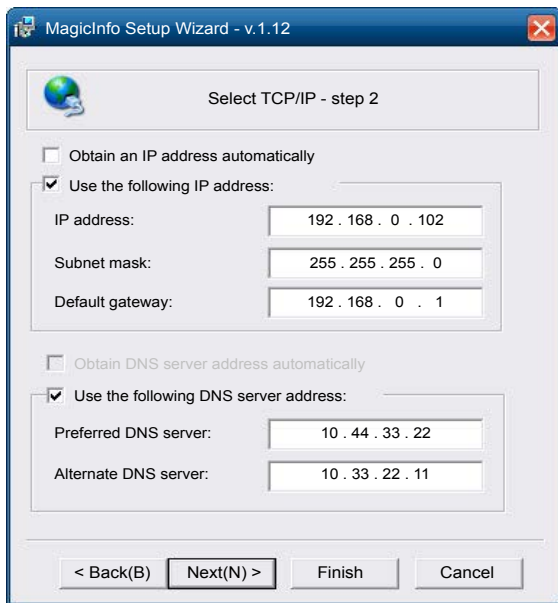 MagicInfo Setup Wizard - v.1.12
Select TCP/IP - step 2
Obtain an IP address automatically
Use the following IP address:
IP address: 192 . 168 . 0 . 102
Subnet mask: 255 . 255 . 255 . 0
Default gateway: 192 . 168 . 0 . 1
Obtain DNS server address automatically
Use the following DNS server address:
Preferred DNS server: 10 . 44 . 33 . 22
Alternate DNS server: 10 . 33 . 22 . 11
< Back(B) Next(N) > Finish Cancel